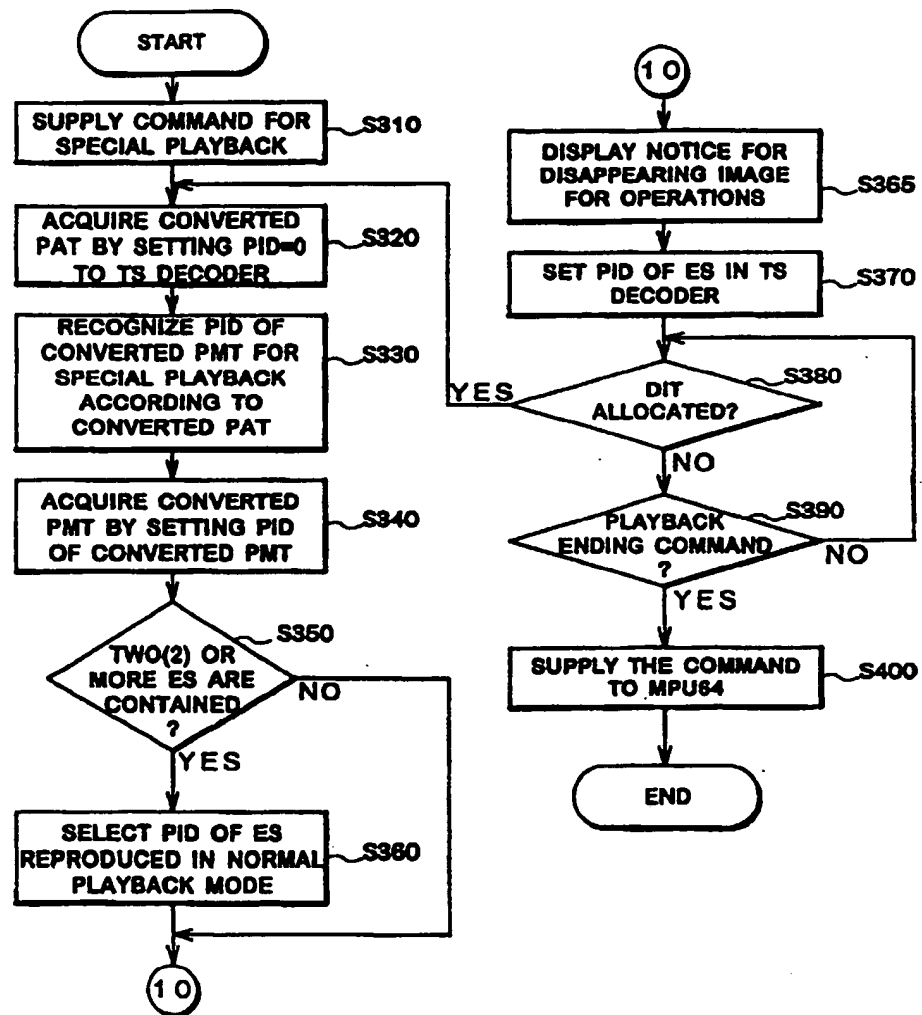 START
SUPPLY COMMAND FOR
SPECIAL PLAYBACK
S310
ACQUIRE CONVERTED
PAT BY SETTING PID=0
TO TS DECODER
S320
RECOGNIZE PID OF
CONVERTED PMT FOR
SPECIAL PLAYBACK
ACCORDING TO
CONVERTED PAT
S330
ACQUIRE CONVERTED
PMT BY SETTING PID
OF CONVERTED PMT
S340
S350
TWO(2) OR
MORE ES ARE
CONTAINED
?
NO
YES
SELECT PID OF ES
REPRODUCED IN NORMAL
PLAYBACK MODE
S360
10
10
DISPLAY NOTICE FOR
DISAPPEARING IMAGE
FOR OPERATIONS
S365
SET PID OF ES IN TS
DECODER
S370
S380
YES
DIT
ALLOCATED?
NO
S390
PLAYBACK
ENDING COMMAND
?
NO
YES
SUPPLY THE COMMAND
TO MPU64
S400
END